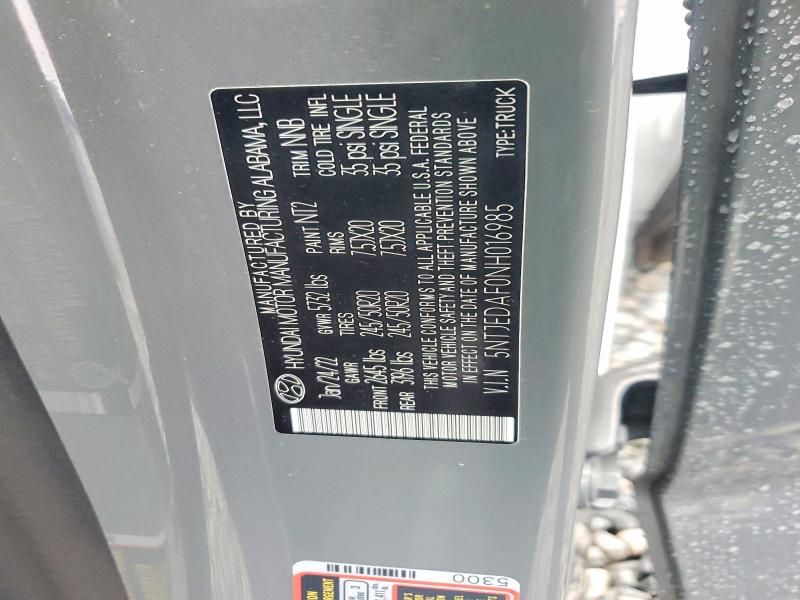 MANUFACTURED BY
HYUNDAI MOTOR MANUFACTURING ALABAMA, LLC
Jan/24/22 GVWR 5732 lbs PAINT NT2 TRIM NNB
GAWR TIRES RIMS COLD TIRE INFL
FRONT 2645 lbs 245/50R20 7.5JX20 35 psi SINGLE
REAR 3296 lbs 245/50R20 7.5JX20 35 psi SINGLE
THIS VEHICLE CONFORMS TO ALL APPLICABLE U.S.A. FEDERAL
MOTOR VEHICLE SAFETY AND THEFT PREVENTION STANDARDS
IN EFFECT ON THE DATE OF MANUFACTURE SHOWN ABOVE
V.I.N 5NTJEDAF0NH016985 TYPE:TRUCK
5300